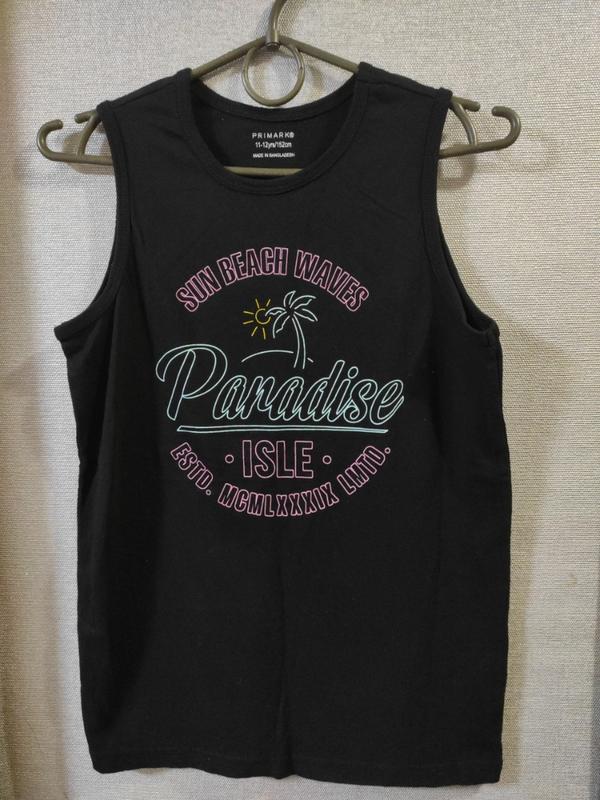 PRIMARK®
11-12yrs/152cm
MADE IN BANGLADESH
SUN BEACH WAVES
Paradise
· ISLE ·
ESTD. MCMLXXXIX LMTD.